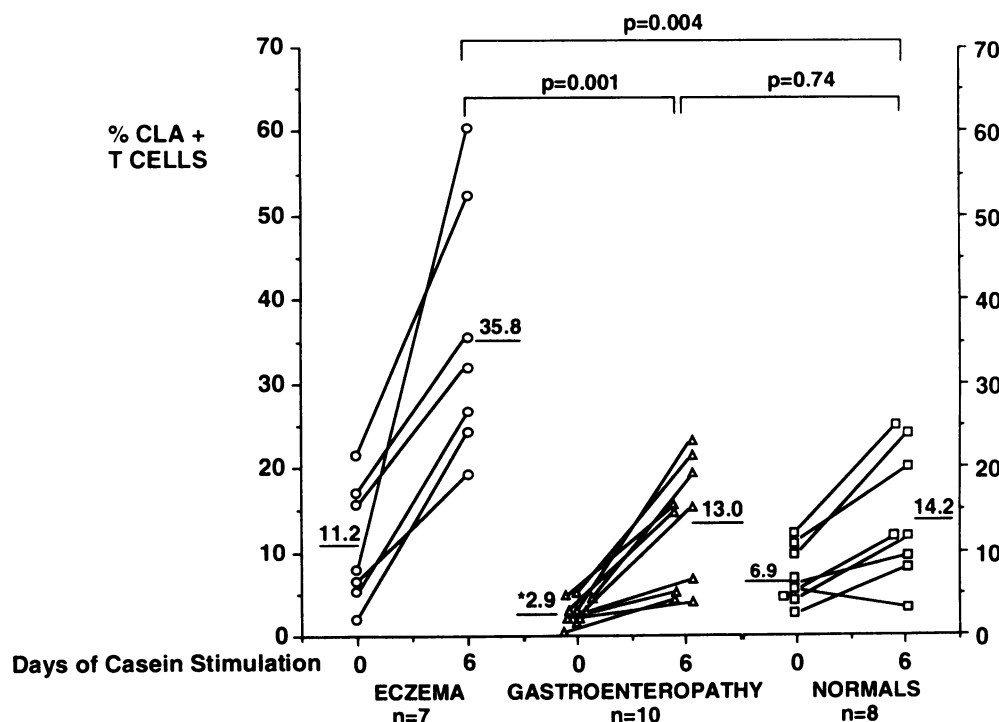 p=0.004
p=0.001
p=0.74
% CLA +
T CELLS
70
60
50
40
30
20
10
0
70
60
50
40
30
20
10
0
35.8
11.2
*2.9
13.0
6.9
14.2
Days of Casein Stimulation 0 6 0 6 0 6
ECZEMA GASTROENTEROPATHY NORMALS
n=7 n=10 n=8